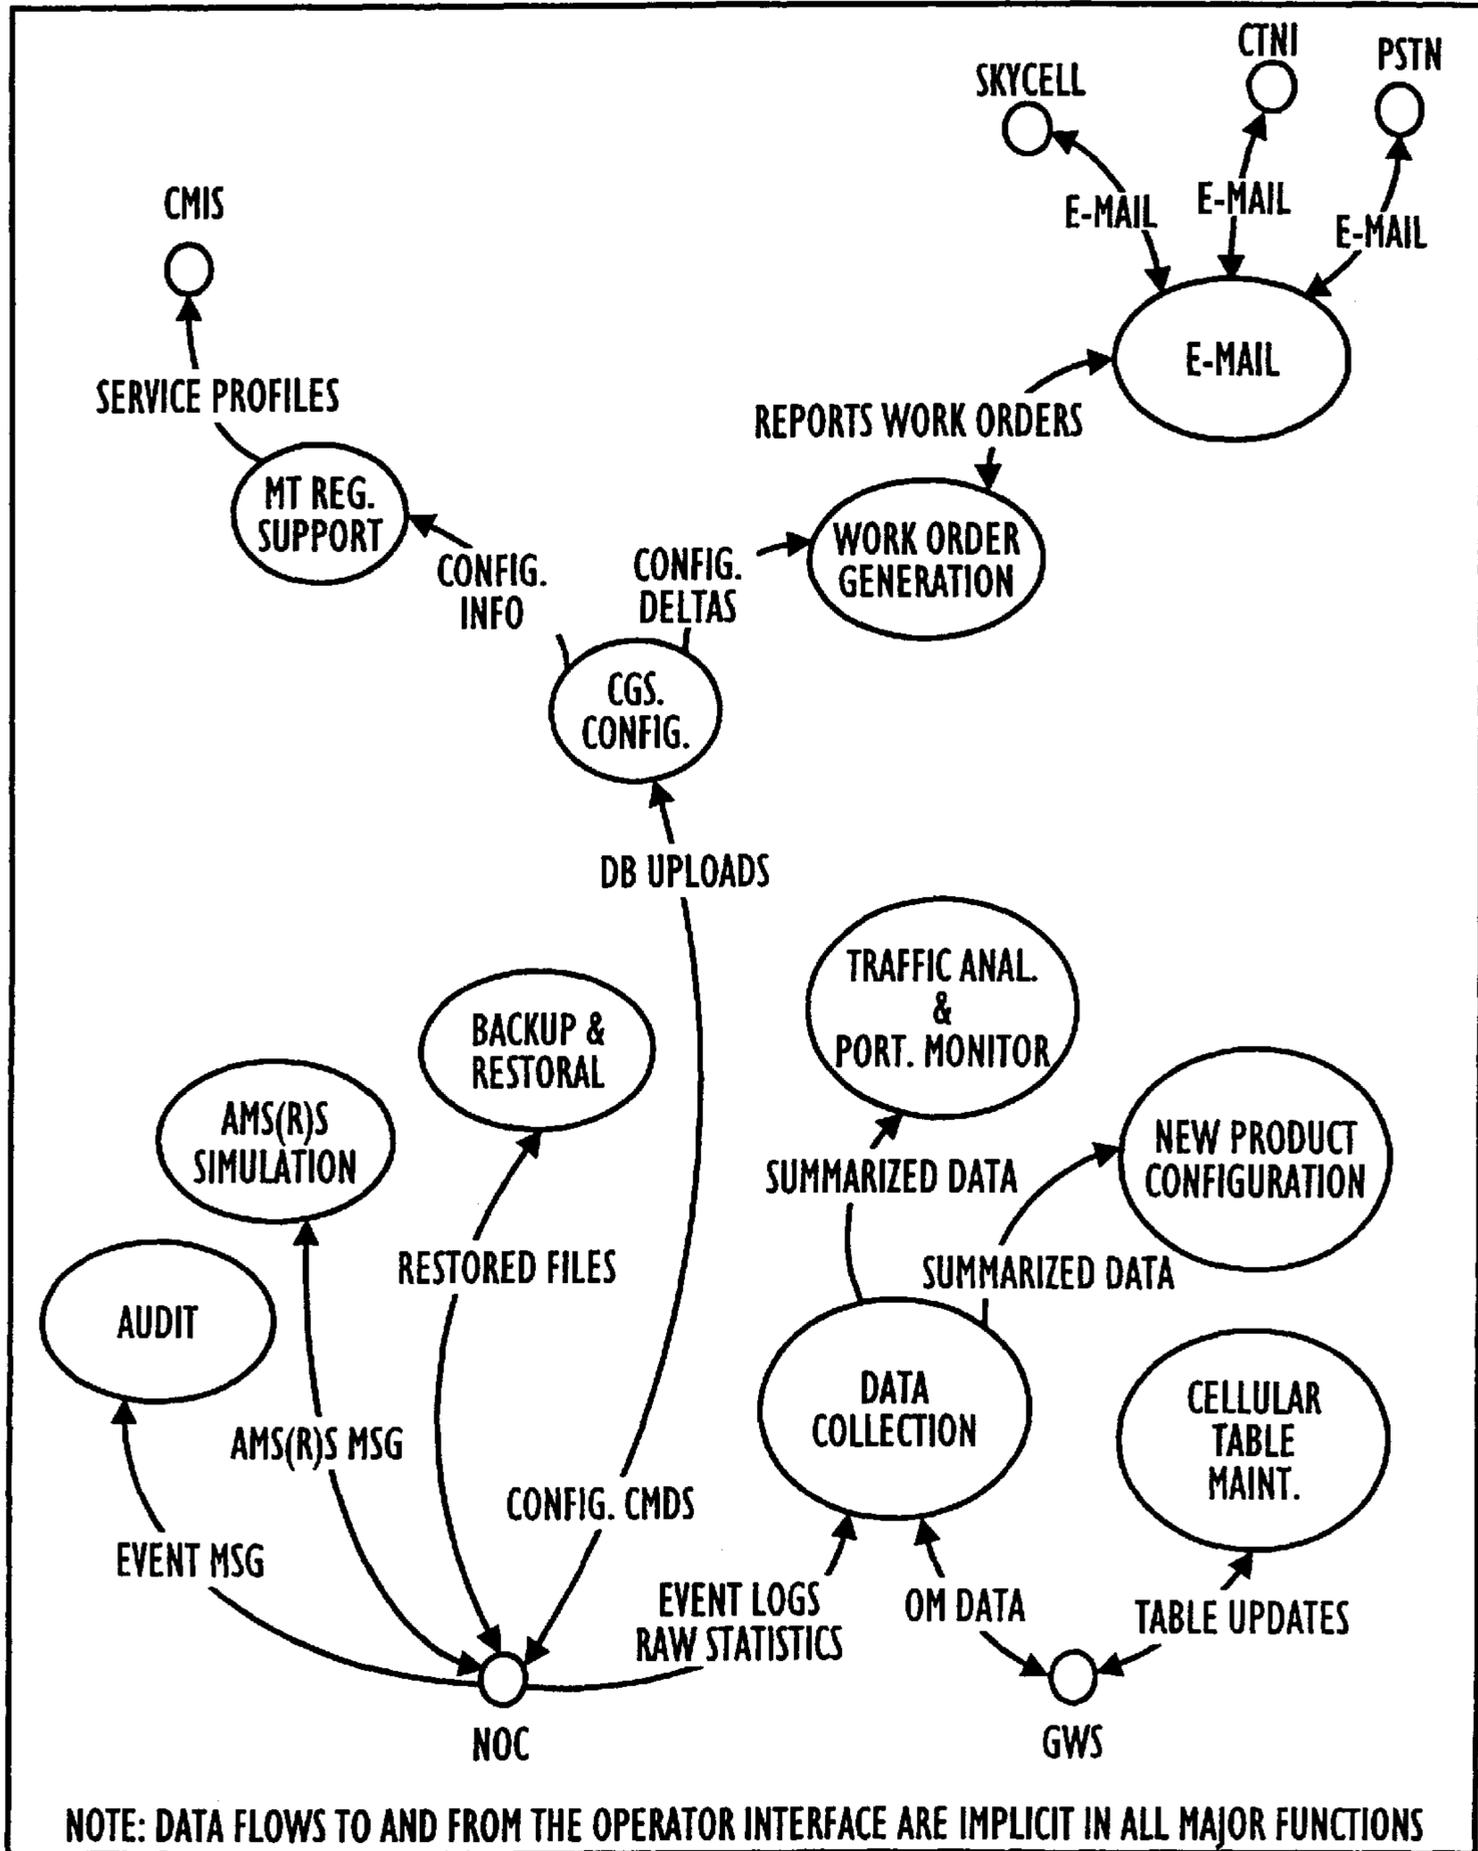 CTNI
PSTN
SKYCELL
E-MAIL
E-MAIL
E-MAIL
CMIS
E-MAIL
SERVICE PROFILES
REPORTS WORK ORDERS
MT REG.
SUPPORT
WORK ORDER
GENERATION
CONFIG.
INFO
CONFIG.
DELTAS
CGS.
CONFIG.
DB UPLOADS
TRAFFIC ANAL.
&
PORT. MONITOR
BACKUP &
RESTORAL
AMS(R)S
SIMULATION
NEW PRODUCT
CONFIGURATION
SUMMARIZED DATA
RESTORED FILES
SUMMARIZED DATA
AUDIT
DATA
COLLECTION
CELLULAR
TABLE
MAINT.
AMS(R)S MSG
CONFIG. CMDS
EVENT MSG
EVENT LOGS
RAW STATISTICS
OM DATA
TABLE UPDATES
NOC
GWS
NOTE: DATA FLOWS TO AND FROM THE OPERATOR INTERFACE ARE IMPLICIT IN ALL MAJOR FUNCTIONS